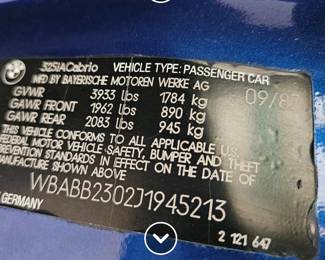 325iACabrio VEHICLE TYPE:PASSENGER CAR
MFD BY BAYERISCHE MOTOREN WERKE AG
GVWR 3933 lbs 1784 kg 09/87
GAWR FRONT 1962 lbs 890 kg
GAWR REAR 2083 lbs 945 kg
THIS CONFORMS TO ALL APPLICABLE
FEDERAL MOTOR VEHICLE SAFETY, BUMPER AND THEFT
PREVENTION STANDARDS IN EFFECT ON THE DATE OF
MANUFACTURE SHOWN ABOVE
WBABB2302J1945213
GERMANY 2 121 647